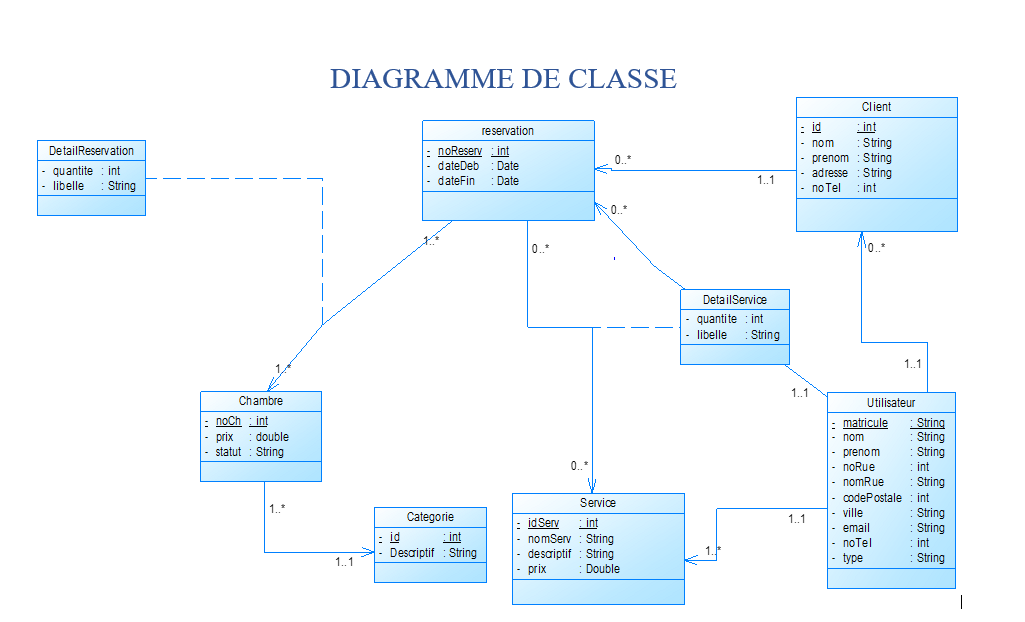 DIAGRAMME DE CLASSE
DetailReservation
- quantite : int
- libelle : String
reservation
- noReserv : int
- dateDeb : Date
- dateFin : Date
Client
- id : int
- nom : String
- prenom : String
- adresse : String
- noTel : int
0..*
1..1
0..*
1..*
0..*
0..*
DetailService
- quantite : int
- libelle : String
1..1
1..1
1..*
Chambre
- noCh : int
- prix : double
- statut : String
Utilisateur
- matricule : String
- nom : String
- prenom : String
- noRue : int
- nomRue : String
- codePostale : int
- ville : String
- email : String
- noTel : int
- type : String
0..*
1..*
1..1
Categorie
- id : int
- Descriptif : String
Service
- idServ : int
- nomServ : String
- descriptif : String
- prix : Double
1..1
1..*